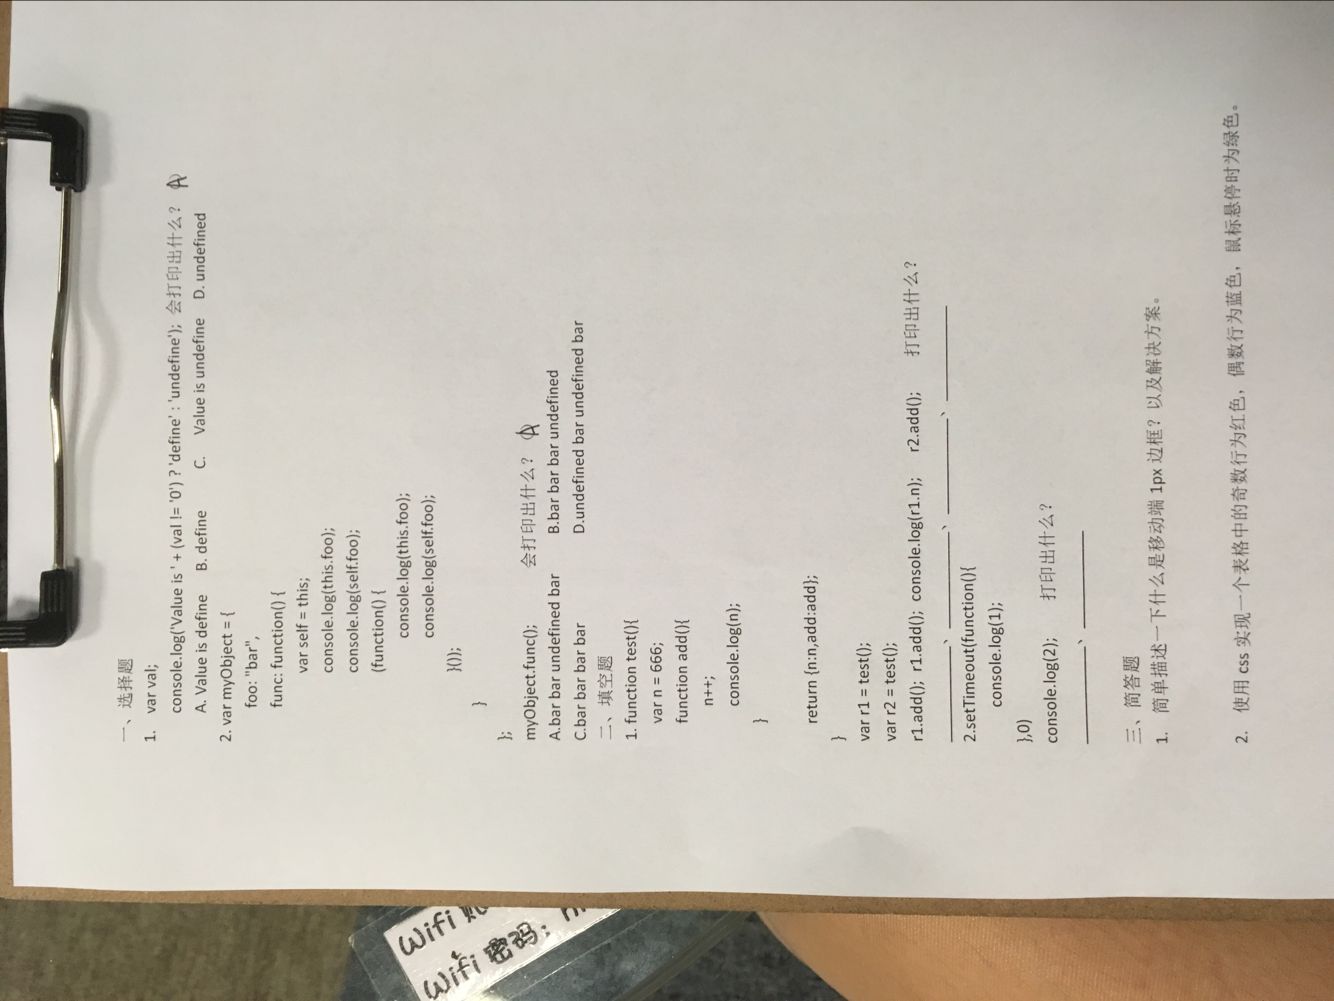 一、选择题
1. var val;
console.log('Value is ' + (val != '0') ? 'define' : 'undefine'); 会打印出什么？ A
A. Value is define B. define C. Value is undefine D. undefined
2. var myObject = {
foo: "bar",
func: function() {
var self = this;
console.log(this.foo);
console.log(self.foo);
(function() {
console.log(this.foo);
console.log(self.foo);
}());
}
};
myObject.func(); 会打印出什么？ A
A.bar bar undefined bar B.bar bar bar undefined
C.bar bar bar bar D.undefined bar undefined bar
二、填空题
1. function test(){
var n = 666;
function add(){
n++;
console.log(n);
}
return {n:n,add:add};
}
var r1 = test();
var r2 = test();
r1.add(); r1.add(); console.log(r1.n); r2.add(); 打印出什么？
、 、 、
2.setTimeout(function(){
console.log(1);
},0)
console.log(2); 打印出什么？
、
三、简答题
1. 简单描述一下什么是移动端 1px 边框？以及解决方案。
2. 使用 css 实现一个表格中的奇数行为红色，偶数行为蓝色，鼠标悬停时为绿色。
Wifi
Wifi 密码: